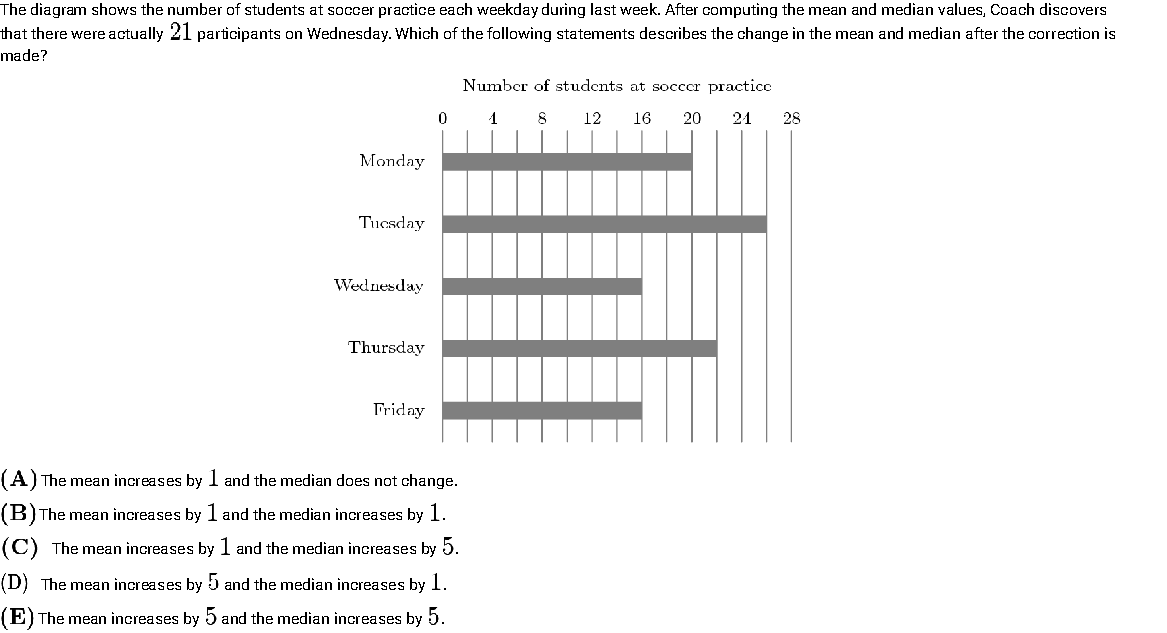 The diagram shows the number of students at soccer practice each weekday during last week. After computing the mean and median values, Coach discovers
that there were actually 21 participants on Wednesday. Which of the following statements describes the change in the mean and median after the correction is
made?
Number of students at soccer practice
0 4 8 12 16 20 24 28
Monday
Tuesday
Wednesday
Thursday
Friday
(A) The mean increases by 1 and the median does not change.
(B) The mean increases by 1 and the median increases by 1.
(C) The mean increases by 1 and the median increases by 5.
(D) The mean increases by 5 and the median increases by 1.
(E) The mean increases by 5 and the median increases by 5.